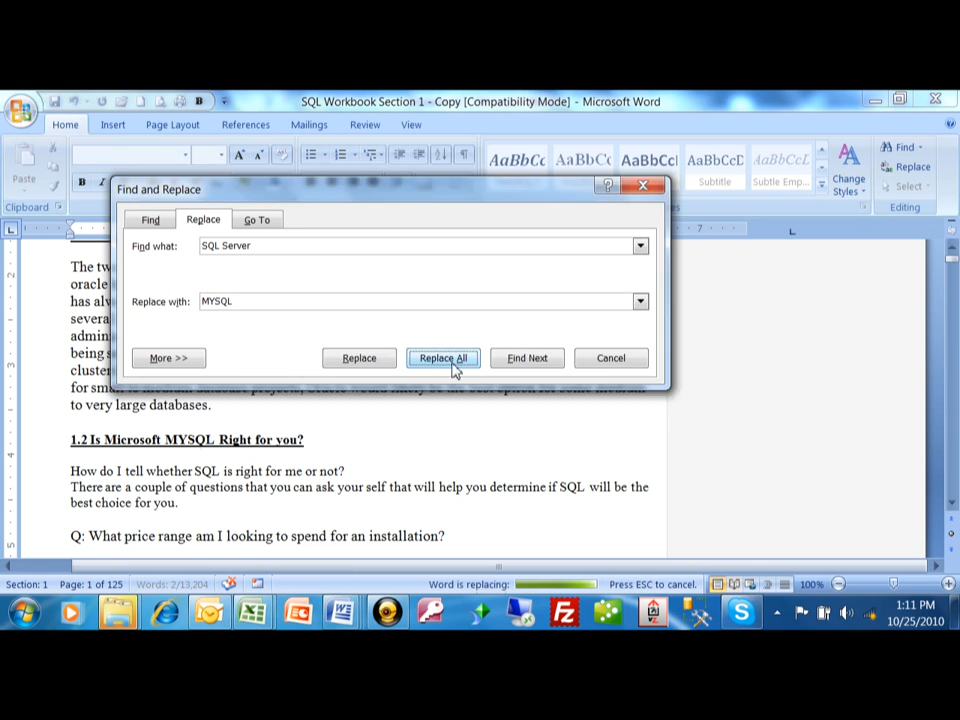 SQL Workbook Section 1 - Copy [Compatibility Mode] - Microsoft Word
Home Insert Page Layout References Mailings Review View
Paste
B I
AaBbCc AaBbCc AaBbCcl AaBbCcD AaBbCcL
Subtitle Subtle Emp...
Change Styles
Find
Replace
Select
Clipboard
Editing
Find and Replace
Find Replace Go To
Find what: SQL Server
Replace with: MYSQL
More >> Replace Replace All Find Next Cancel
7
2
3
4
5
The tw
oracle
has alv
severa
admin
being s
cluster
to very large databases.
1.2 Is Microsoft MYSQL Right for you?
How do I tell whether SQL is right for me or not?
There are a couple of questions that you can ask your self that will help you determine if SQL will be the
best choice for you.
Q: What price range am I looking to spend for an installation?
Section: 1 Page: 1 of 125 Words: 2/13,204 Word is replacing: Press ESC to cancel. 100%
1:11 PM
10/25/2010